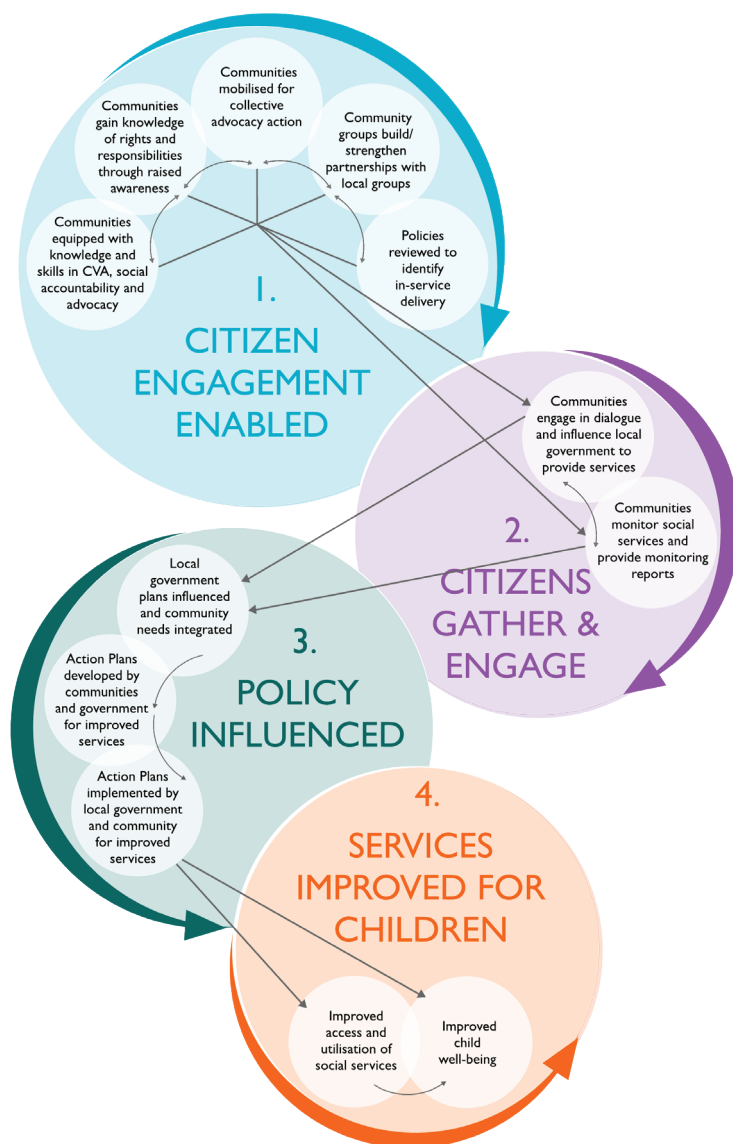 Communities
mobilised for
collective
advocacy action
Communities
gain knowledge
of rights and
responsibilities
through raised
awareness
Community
groups build/
strengthen
partnerships with
local groups
Communities
equipped with
knowledge and
skills in CVA, social
accountability and
advocacy
Policies
reviewed to
identify
in-service
delivery
1.
CITIZEN
ENGAGEMENT
ENABLED
Communities
engage in dialogue
and influence local
government to
provide services
Communities
monitor social
services and
provide monitoring
reports
2.
CITIZENS
GATHER &
ENGAGE
Local
government
plans influenced
and community
needs integrated
3.
POLICY
INFLUENCED
Action Plans
developed by
communities
and government
for improved
services
Action Plans
implemented by
local government
and community
for improved
services
4.
SERVICES
IMPROVED FOR
CHILDREN
Improved
access and
utilisation of
social services
Improved
child
well-being